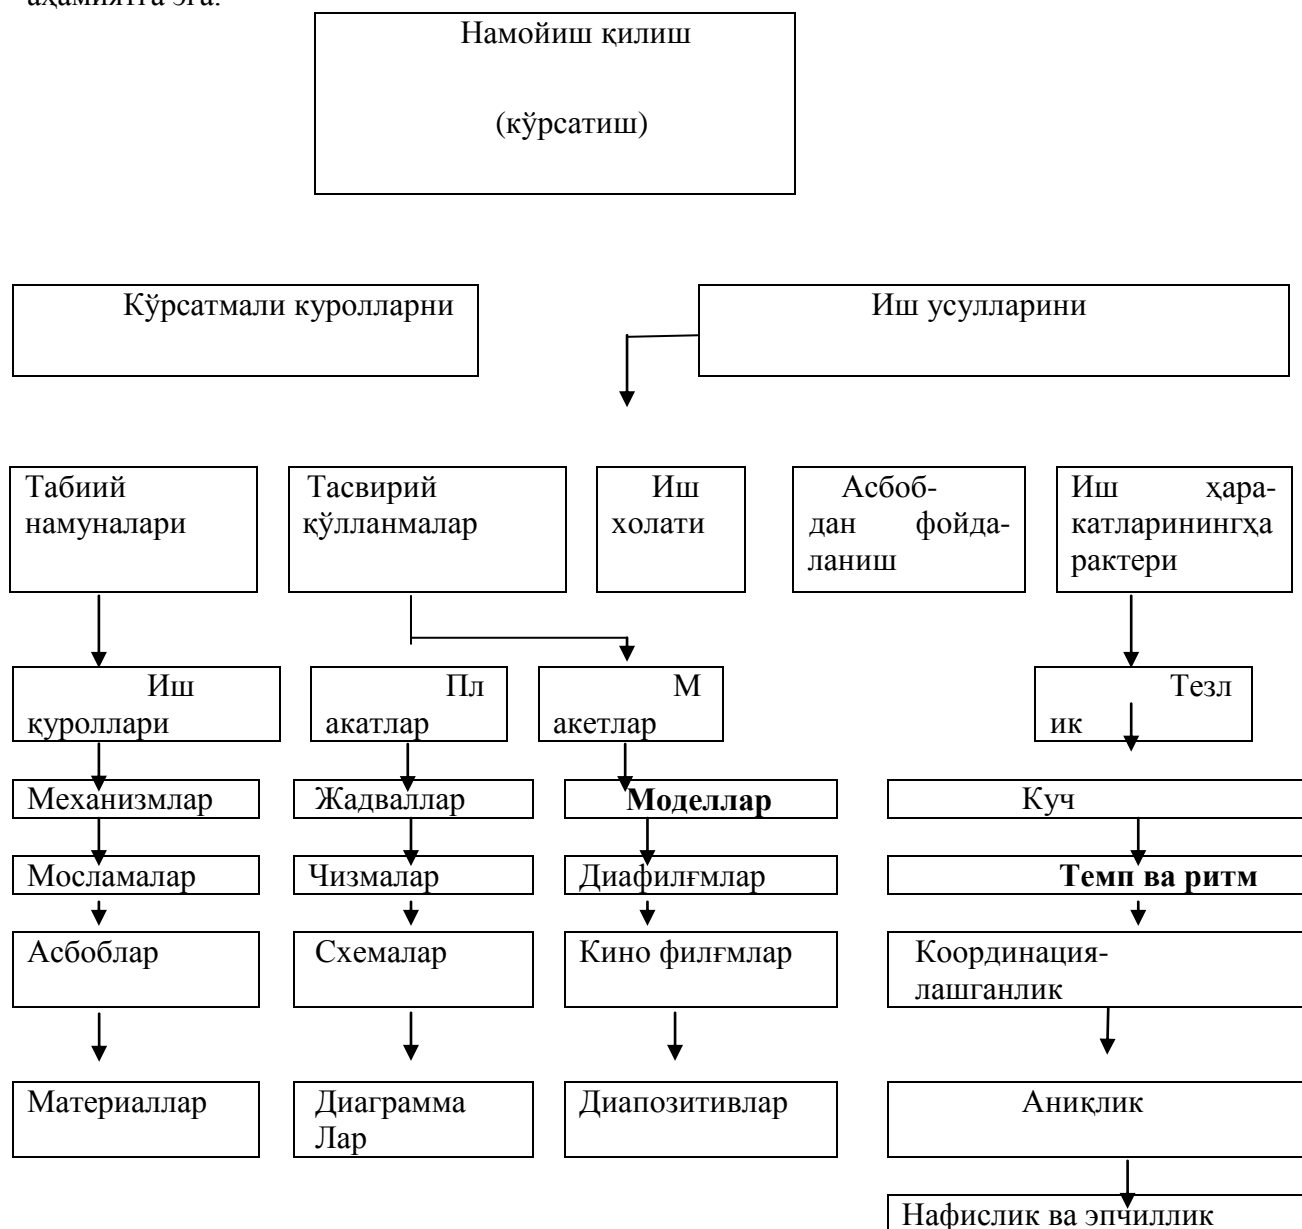 аҳамиятга эга.
Намойиш қилиш
(кўрсатиш)
Кўрсатмали куролларни
Иш усулларини
Табиий
намуналари
Тасвирий
қўлланмалар
Иш
холати
Асбоб-
дан фойда-
ланиш
Иш ҳара-
катларинингҳа
рактери
Иш
қуроллари
Пл
акатлар
М
акетлар
Тезл
ик
Механизмлар
Жадваллар
Моделлар
Куч
Мосламалар
Чизмалар
Диафилғмлар
Темп ва ритм
Асбоблар
Схемалар
Кино филғмлар
Координация-
лашганлик
Материаллар
Диаграмма
Лар
Диапозитивлар
Аниқлик
Нафислик ва эпчиллик